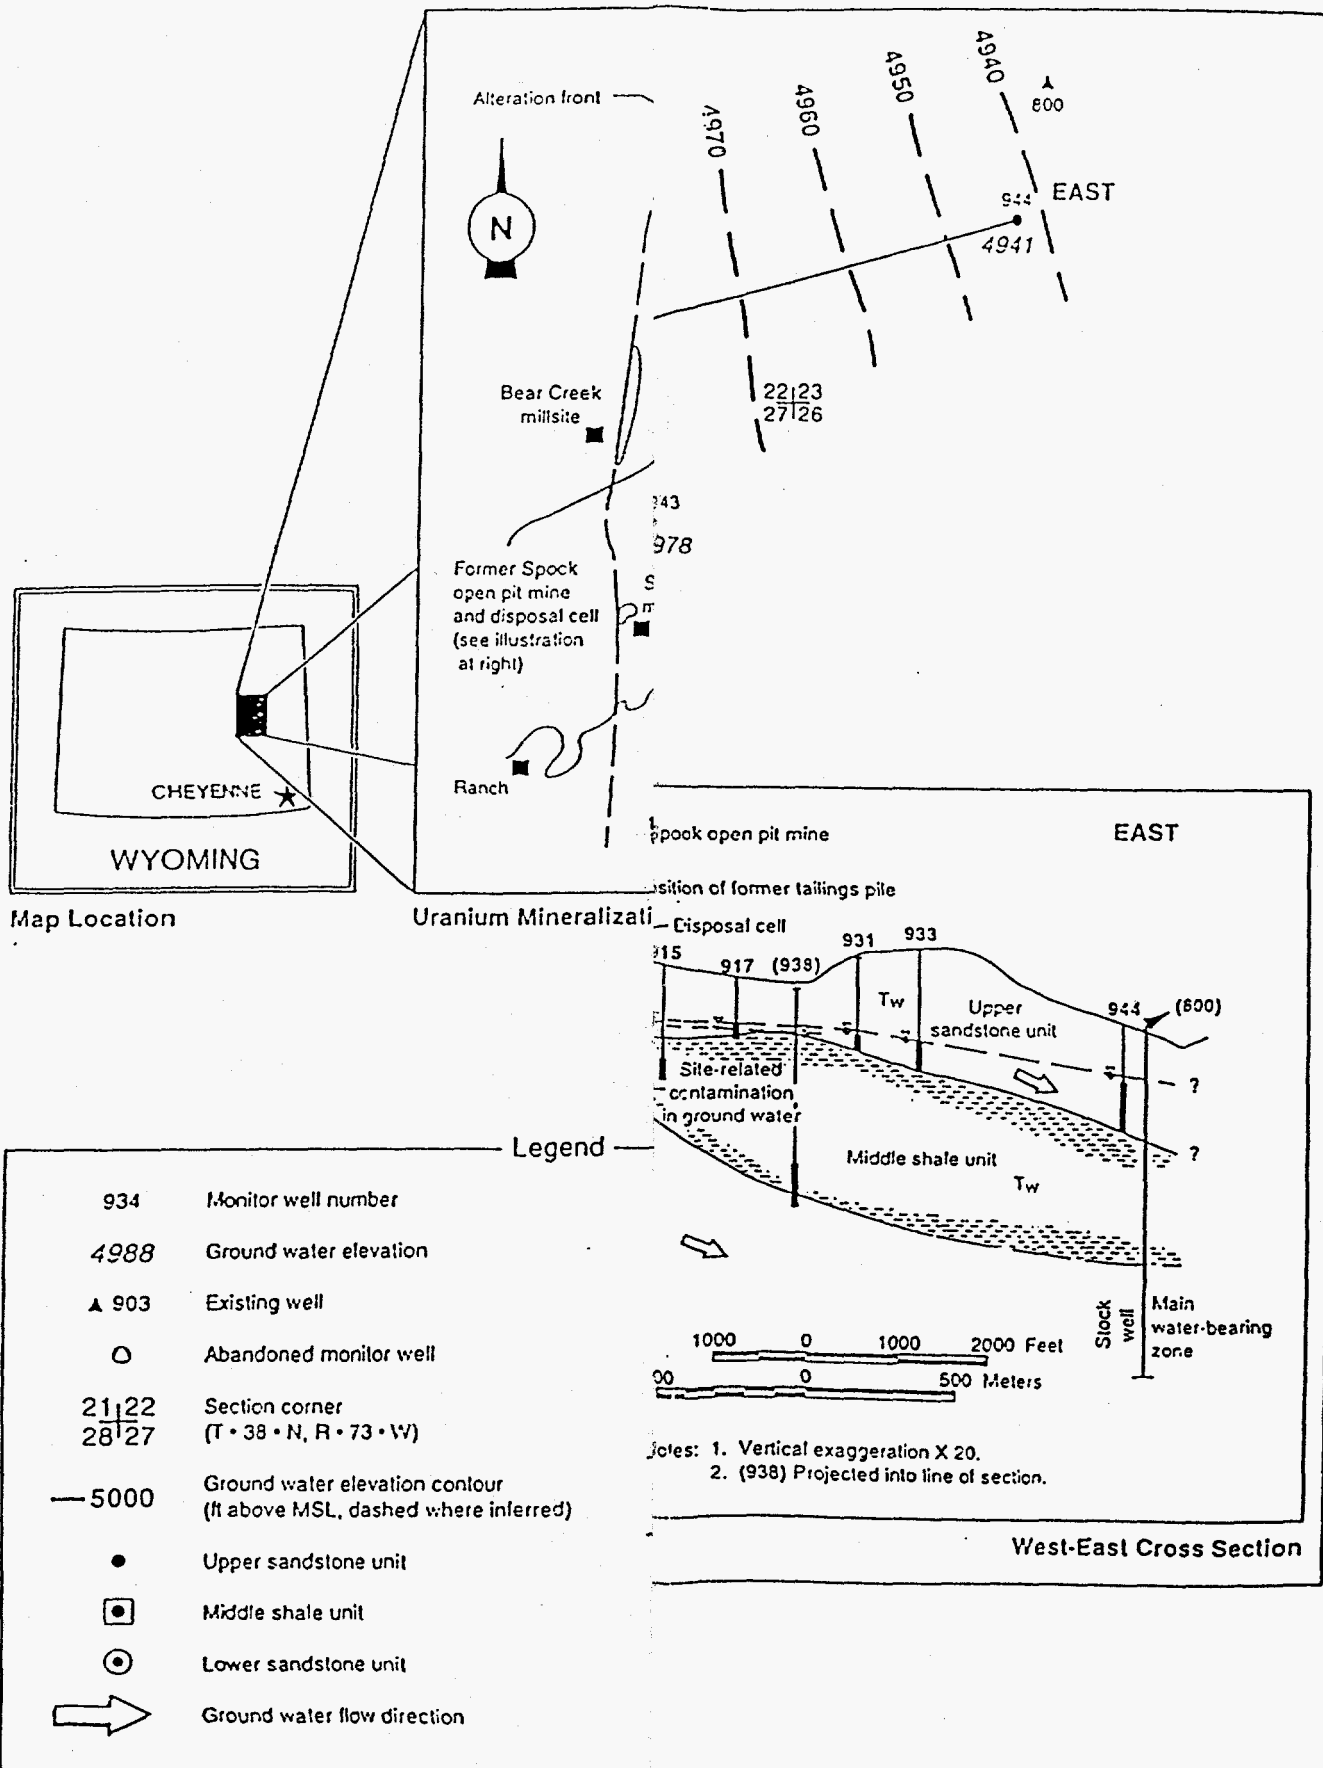 Alteration front
N
Bear Creek
millsite
Former Spock
open pit mine
and disposal cell
(see illustration
at right)
Ranch
CHEYENNE
WYOMING
Map Location
Uranium Mineralizati
4970
4960
4950
4940
800
944
EAST
4941
22 23
27 26
943
978
S
m
Spook open pit mine
EAST
sition of former tailings pile
Disposal cell
915
917
(938)
931
933
944
(800)
Tw
Upper
sandstone unit
Site-related
contamination
in ground water
?
?
Middle shale unit
Tw
Stock
well
Main
water-bearing
zone
1000 0 1000 2000 Feet
00 0 500 Meters
otes: 1. Vertical exaggeration X 20.
2. (938) Projected into line of section.
West-East Cross Section
Legend
934 Monitor well number
4988 Ground water elevation
903 Existing well
Abandoned monitor well
21 22
28 27
Section corner
(T • 38 • N, R • 73 • W)
5000
Ground water elevation contour
(ft above MSL, dashed where inferred)
Upper sandstone unit
Middle shale unit
Lower sandstone unit
Ground water flow direction